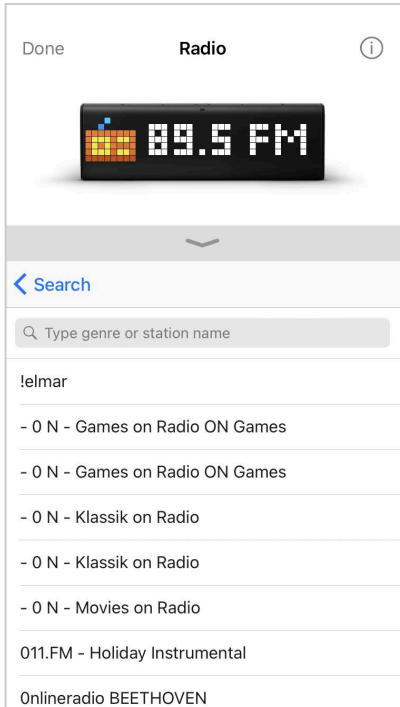 Done
Radio
89.5 FM
Search
Type genre or station name
!elmar
- 0 N - Games on Radio ON Games
- 0 N - Games on Radio ON Games
- 0 N - Klassik on Radio
- 0 N - Klassik on Radio
- 0 N - Movies on Radio
011.FM - Holiday Instrumental
0nlineradio BEETHOVEN